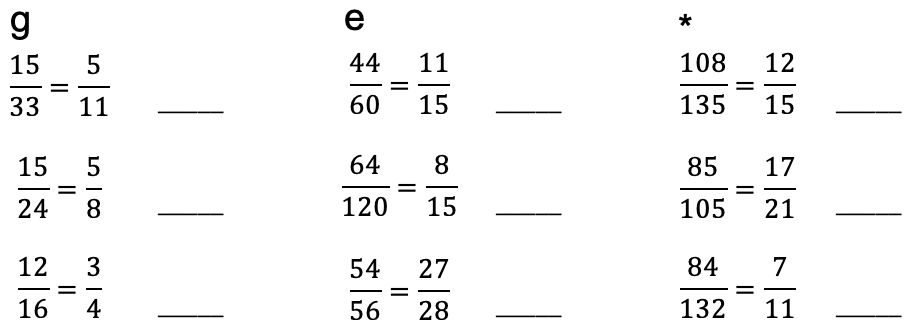 g e *
15/33 = 5/11 ____ 44/60 = 11/15 ____ 108/135 = 12/15 ____
15/24 = 5/8 ____ 64/120 = 8/15 ____ 85/105 = 17/21 ____
12/16 = 3/4 ____ 54/56 = 27/28 ____ 84/132 = 7/11 ____